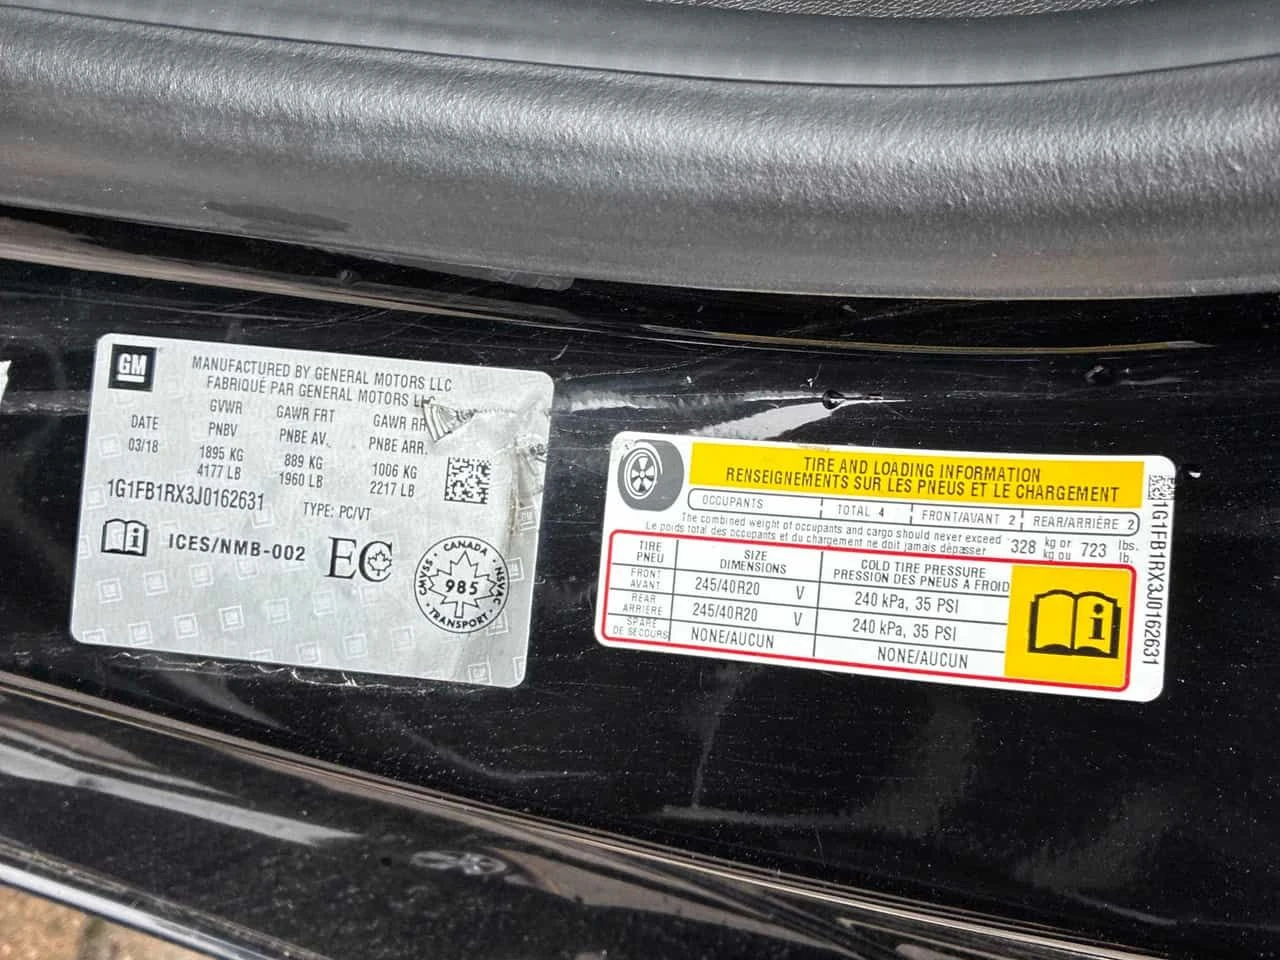 GM
MANUFACTURED BY GENERAL MOTORS LLC
FABRIQUÉ PAR GENERAL MOTORS LLC
DATE GVWR GAWR FRT GAWR RR
03/18 PNBV PNBE AV. PNBE ARR.
1895 KG 889 KG 1006 KG
4177 LB 1960 LB 2217 LB
1G1FB1RX3J0162631 TYPE: PC/VT
i ICES/NMB-002 EC
CANADA
CMVSS 985 NSVAC
TRANSPORT
TIRE AND LOADING INFORMATION
RENSEIGNEMENTS SUR LES PNEUS ET LE CHARGEMENT
OCCUPANTS TOTAL 4 FRONT/AVANT 2 REAR/ARRIÈRE 2
The combined weight of occupants and cargo should never exceed 328 kg or 723 lbs.
Le poids total des occupants et du chargement ne doit jamais dépasser kg ou lb.
TIRE SIZE COLD TIRE PRESSURE
PNEU DIMENSIONS PRESSION DES PNEUS À FROID
FRONT
AVANT 245/40R20 V 240 kPa, 35 PSI
REAR
ARRIÈRE 245/40R20 V 240 kPa, 35 PSI
SPARE
DE SECOURS NONE/AUCUN NONE/AUCUN
i
1G1FB1RX3J0162631